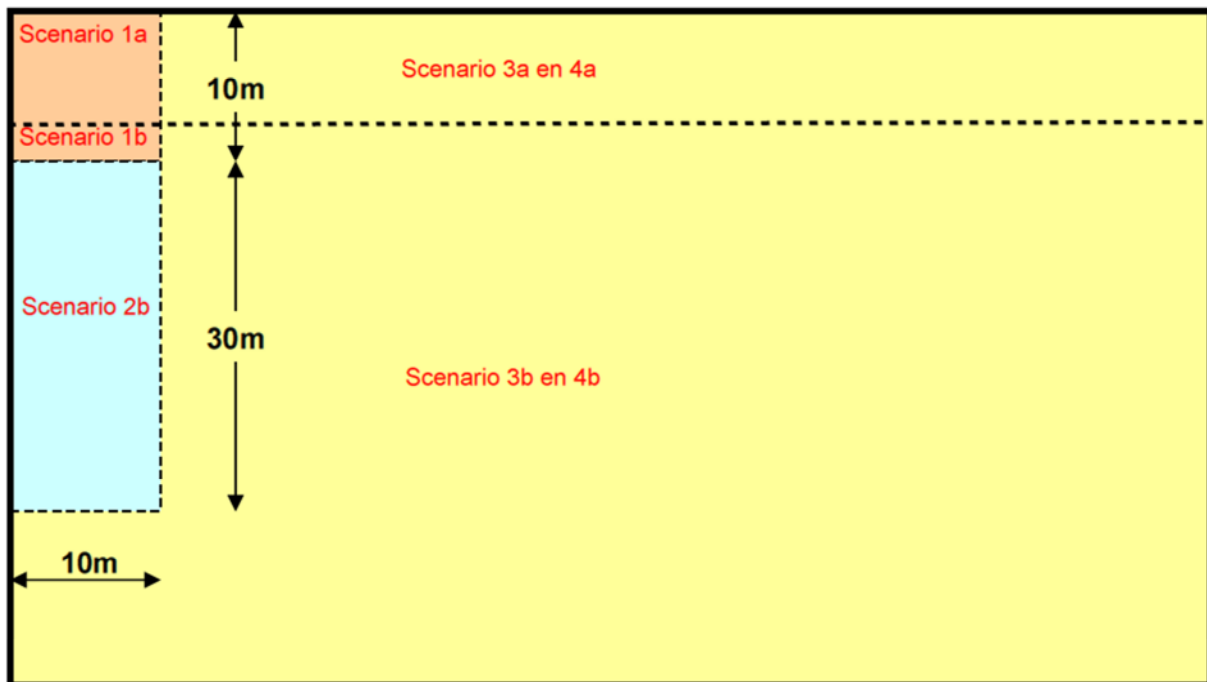 Scenario 1a
Scenario 3a en 4a
10m
Scenario 1b
Scenario 2b
30m
Scenario 3b en 4b
10m